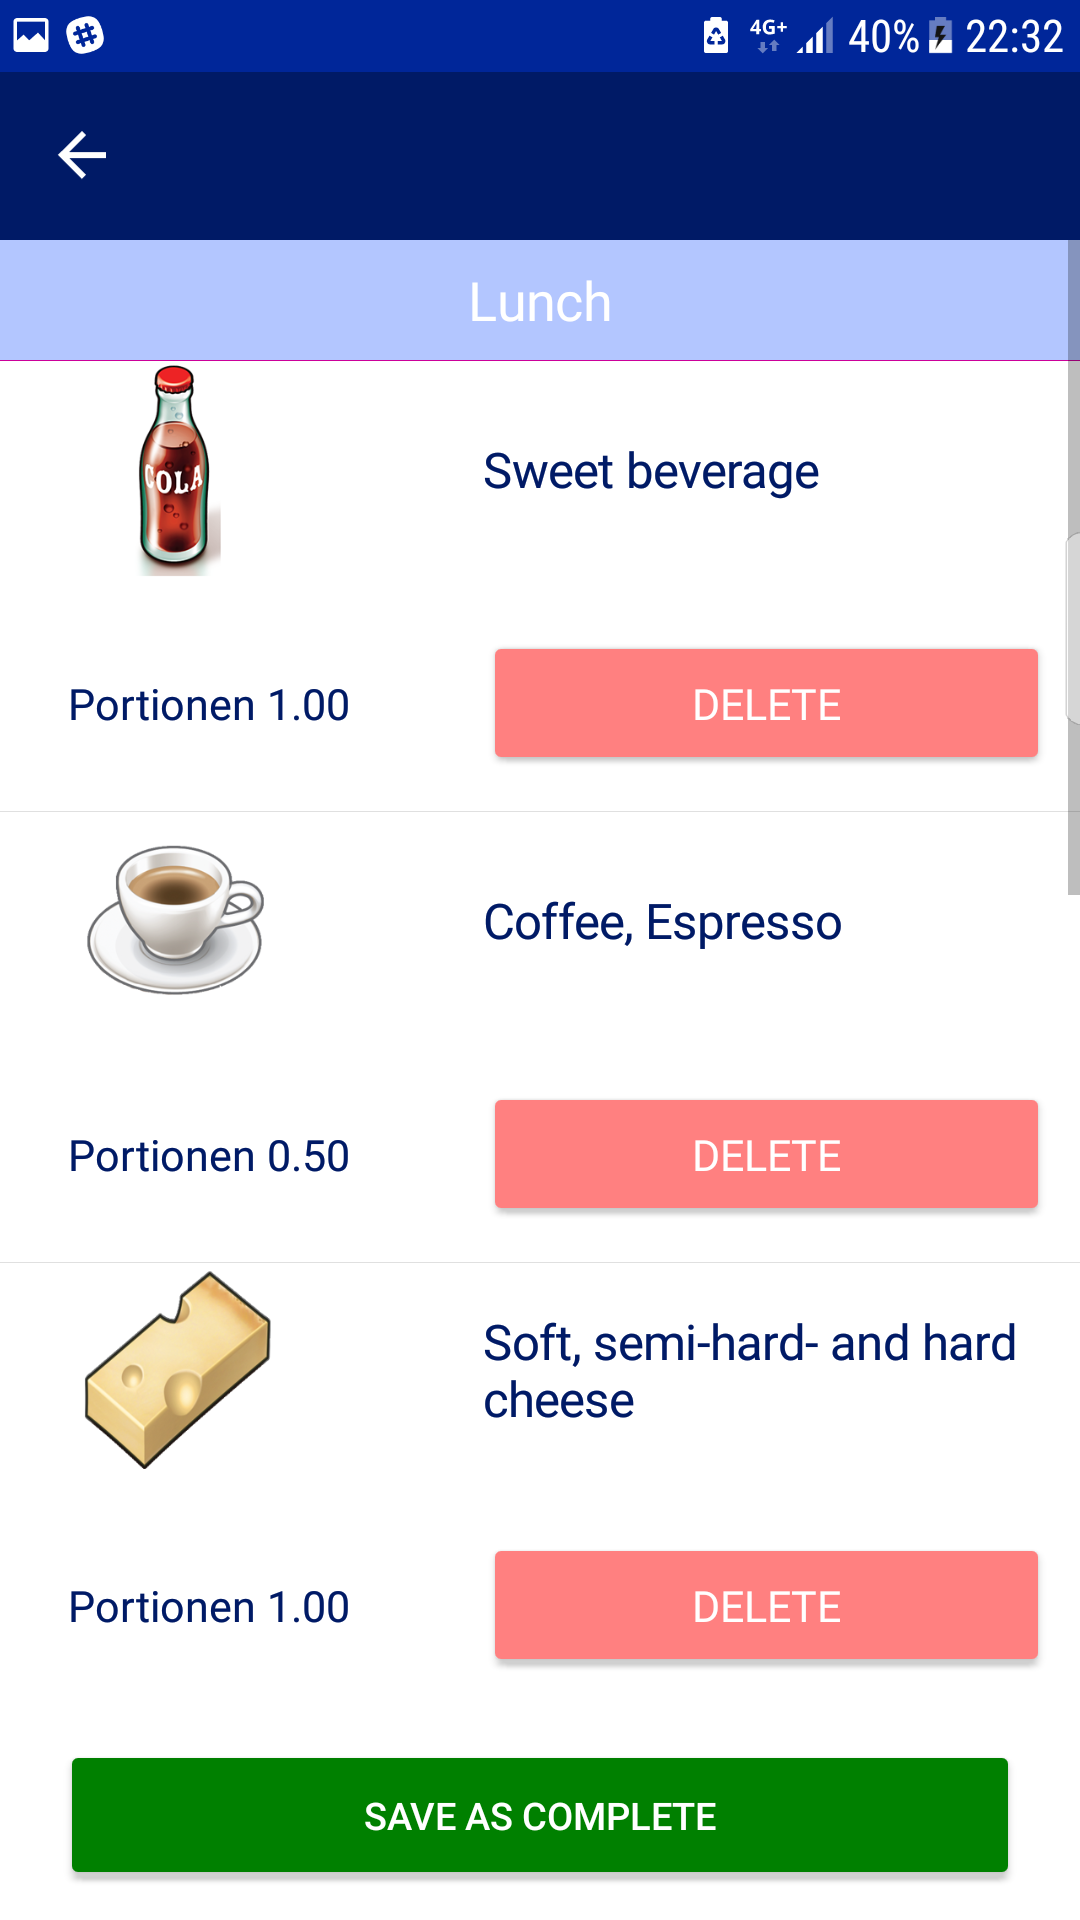 4G+ 40% 22:32
Lunch
COLA
Sweet beverage
Portionen 1.00
DELETE
Coffee, Espresso
Portionen 0.50
DELETE
Soft, semi-hard- and hard
cheese
Portionen 1.00
DELETE
SAVE AS COMPLETE